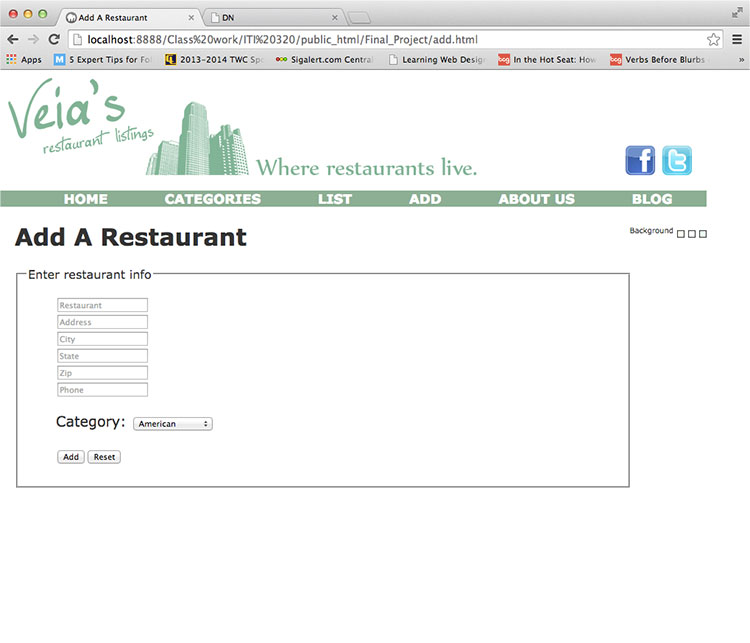 Add A Restaurant
DN
localhost:8888/Class%20work/ITI%20320/public_html/Final_Project/add.html
Apps 5 Expert Tips for Fol 2013-2014 TWC Spo Sigalert.com Central Learning Web Design In the Hot Seat: How Verbs Before Blurbs »
Veia's
restaurant listings
Where restaurants live.
HOME CATEGORIES LIST ADD ABOUT US BLOG
Add A Restaurant
Background
Enter restaurant info
Restaurant
Address
City
State
Zip
Phone
Category: American
Add Reset